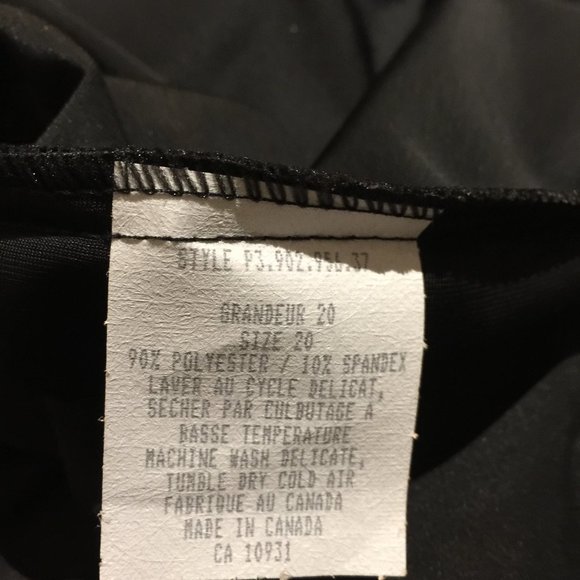 STYLE P3.902.956.37
GRANDEUR 20
SIZE 20
90% POLYESTER / 10% SPANDEX
LAVER AU CYCLE DELICAT,
SECHER PAR CULBUTAGE A
BASSE TEMPERATURE
MACHINE WASH DELICATE,
TUMBLE DRY COLD AIR
FABRIQUE AU CANADA
MADE IN CANADA
CA 10931